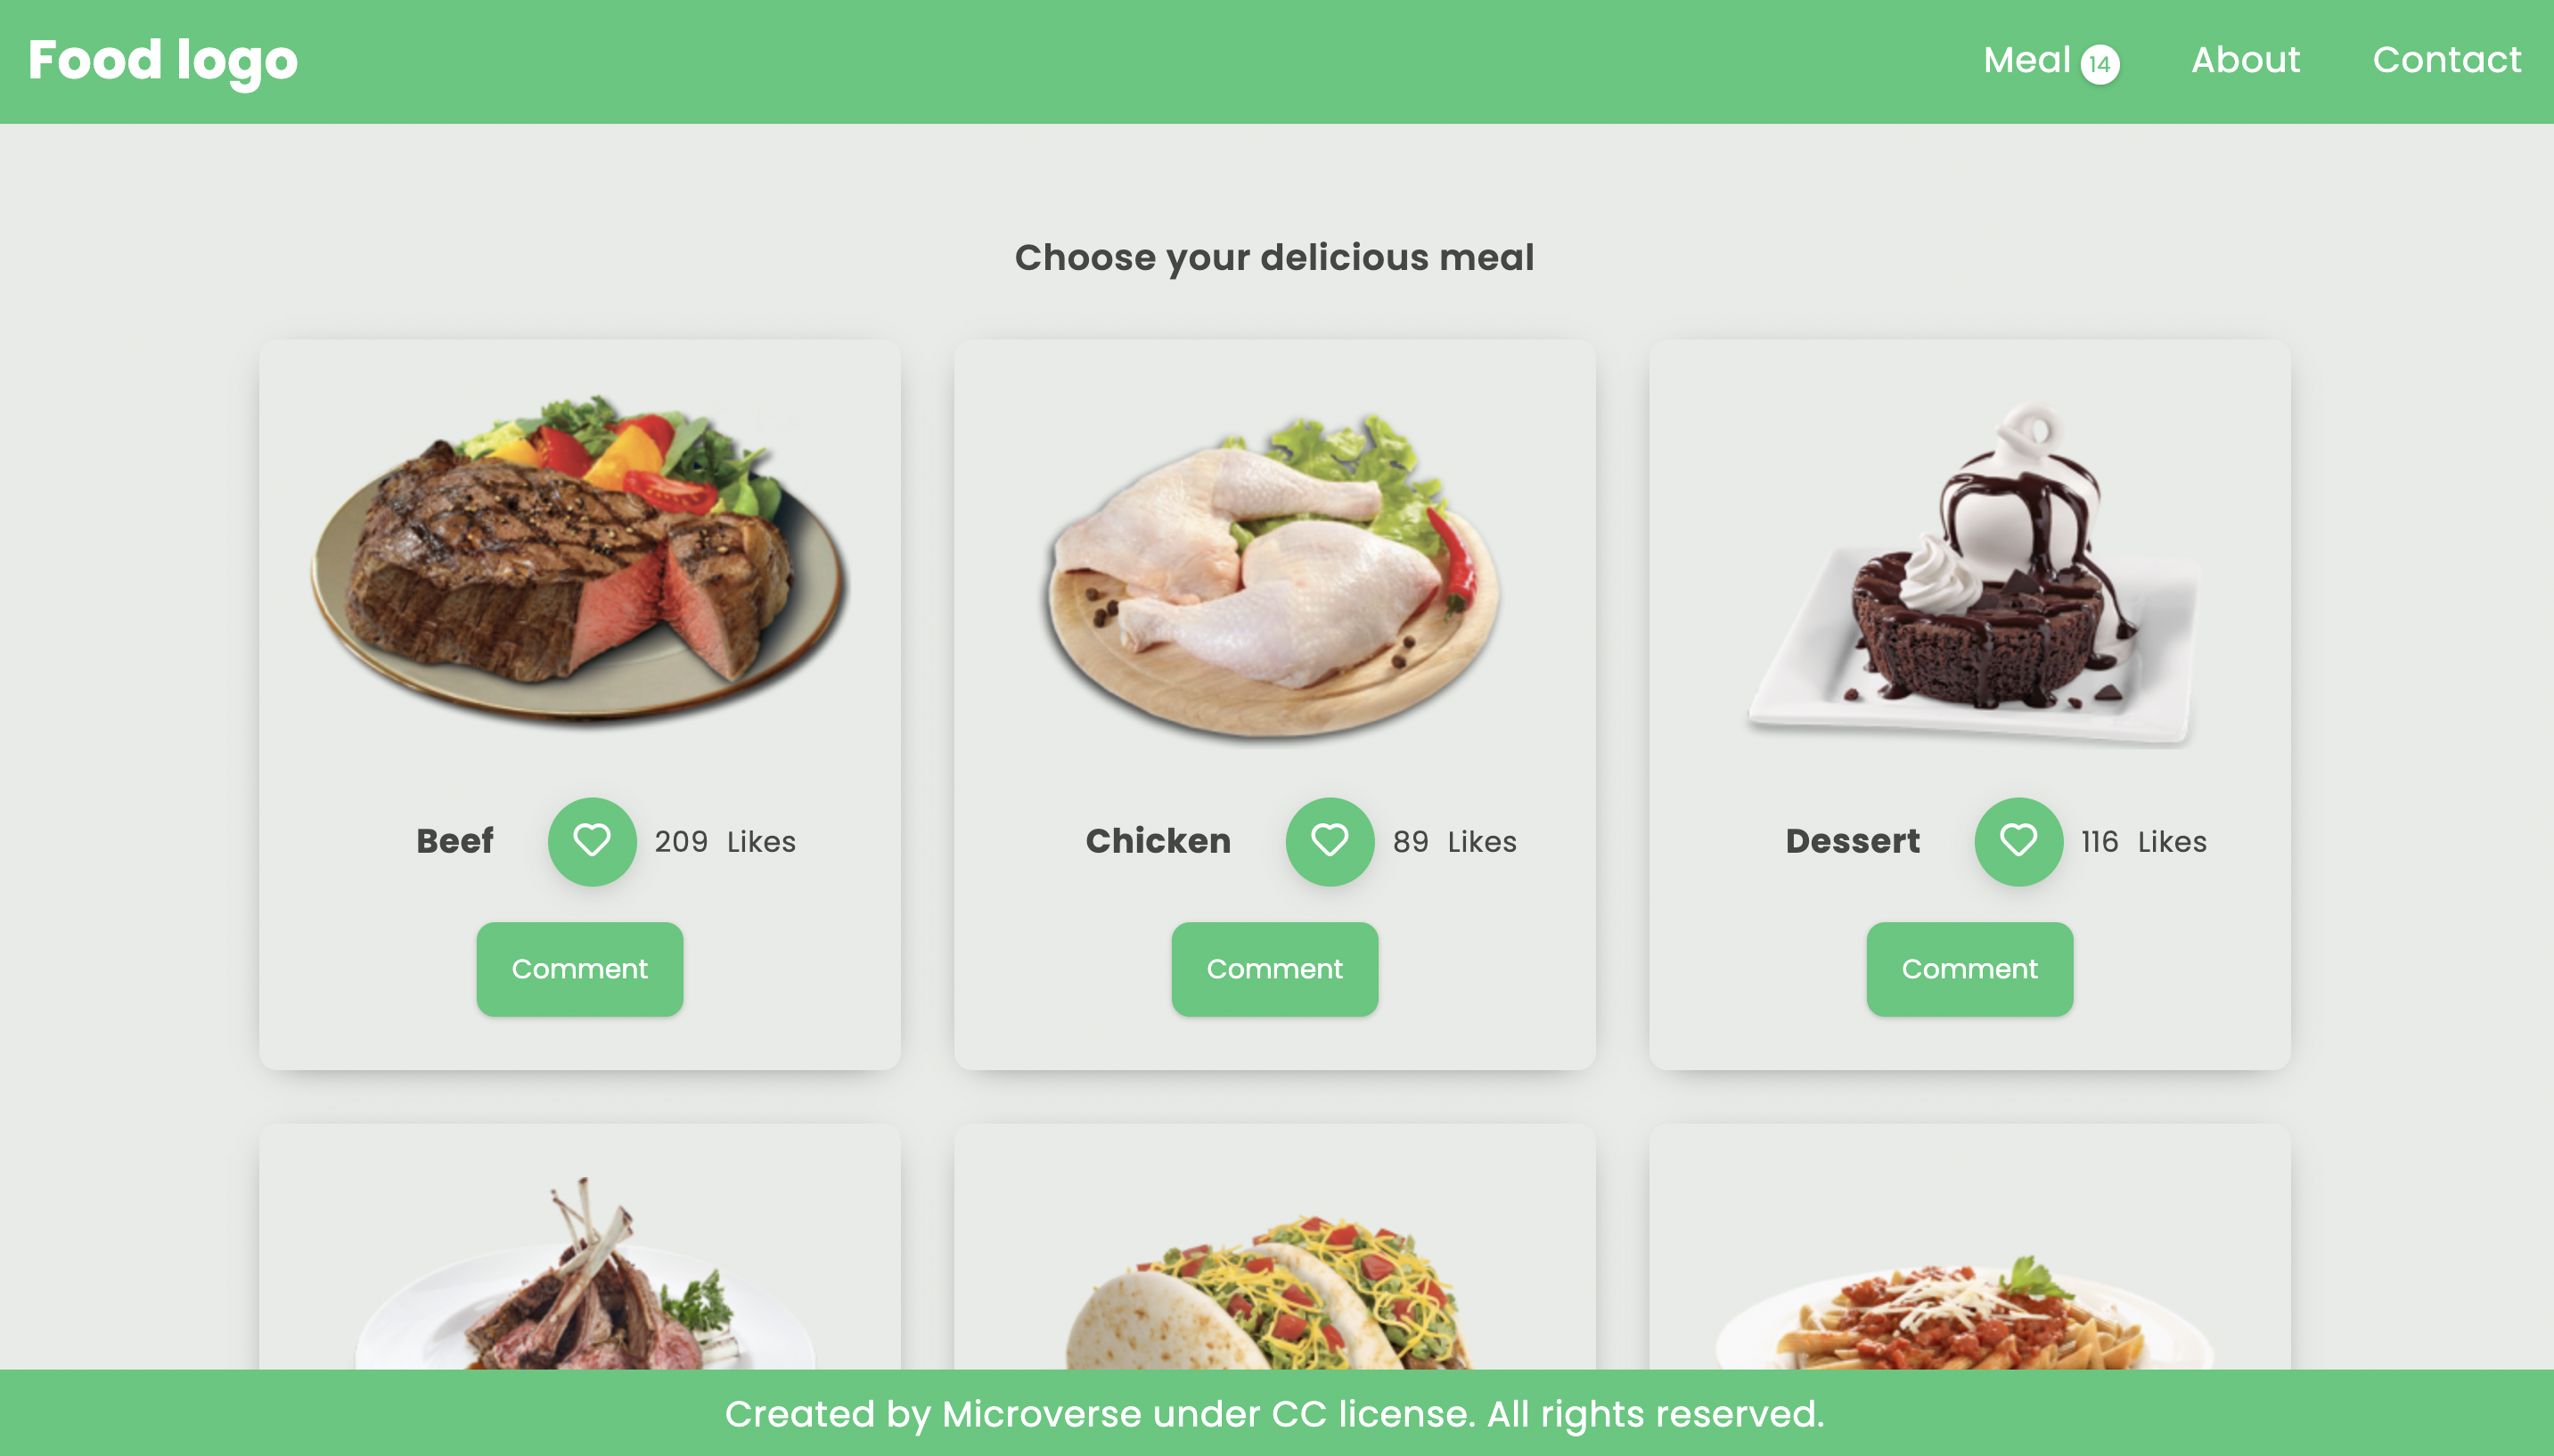 Food logo
Meal 14 About Contact
Choose your delicious meal
Beef 209 Likes
Comment
Chicken 89 Likes
Comment
Dessert 116 Likes
Comment
Created by Microverse under CC license. All rights reserved.